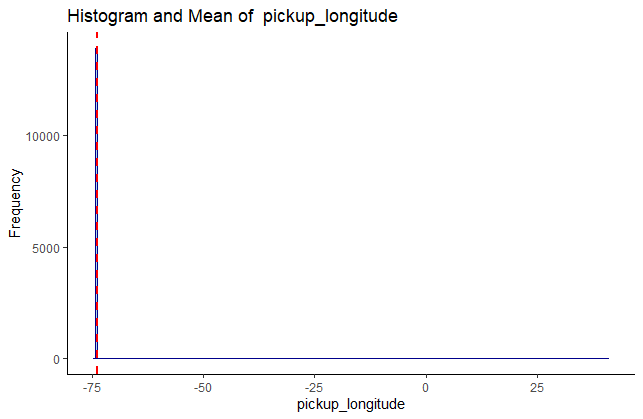 Histogram and Mean of  pickup_longitude
10000
5000
0
Frequency
-75 -50 -25 0 25
pickup_longitude